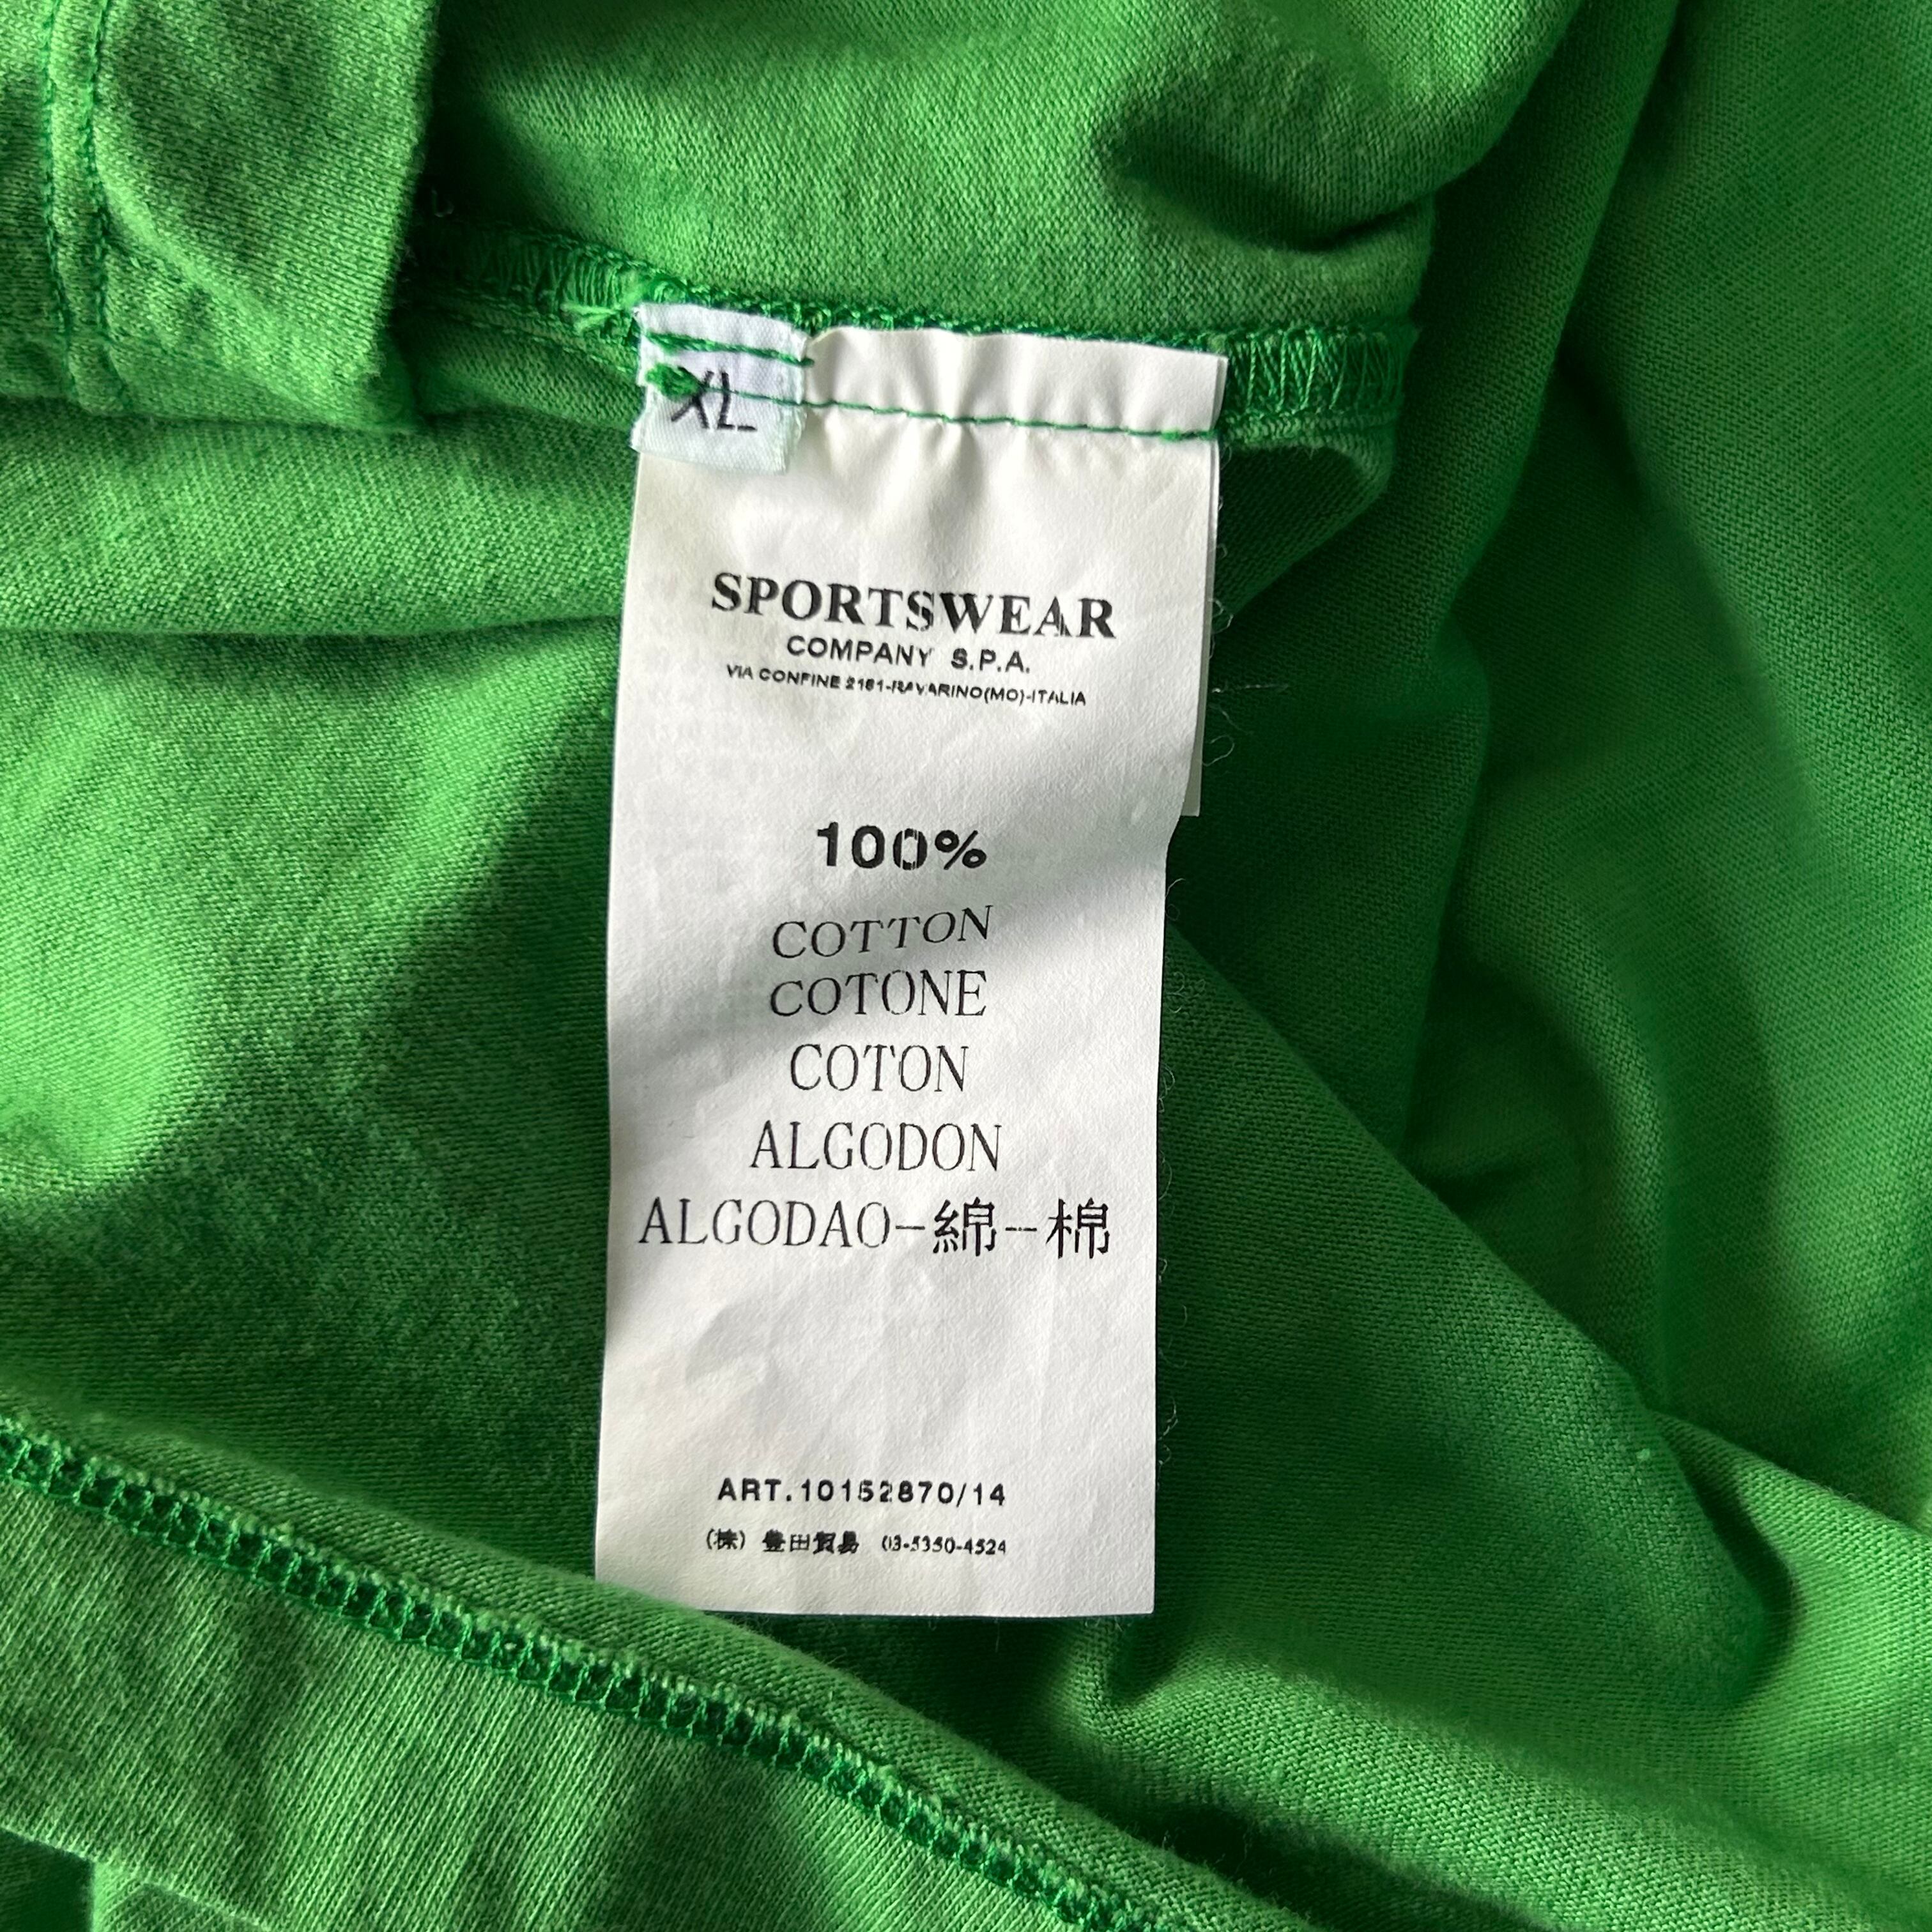 XL
SPORTSWEAR
COMPANY S.P.A.
VIA CONFINE 2161-RAVARINO(MO)-ITALIA
100%
COTTON
COTONE
COTON
ALGODON
ALGODAO-綿-棉
ART.10152870/14
(株) 豊田貿易 03-5350-4524